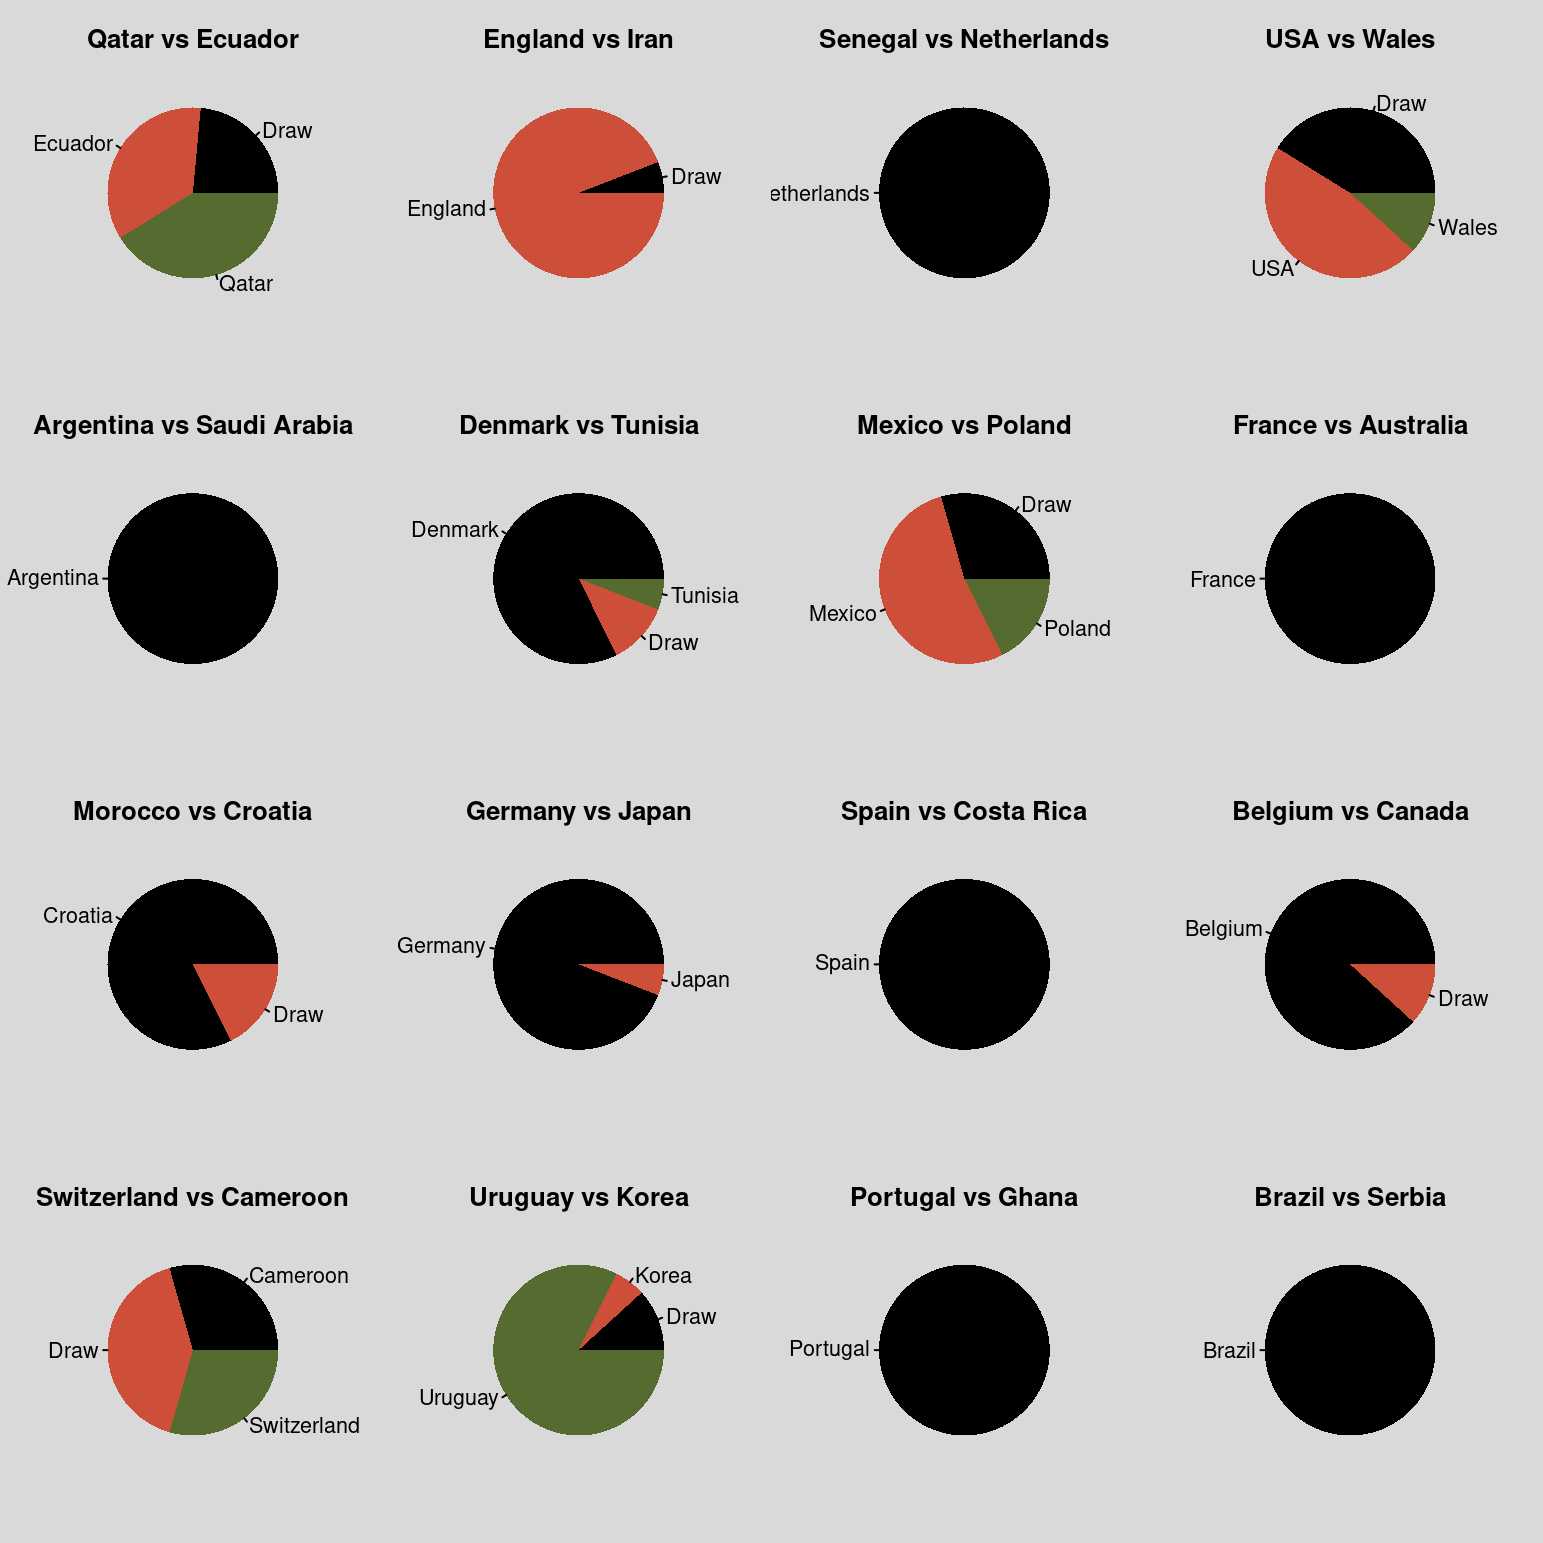 Qatar vs Ecuador
Draw
Ecuador
Qatar
England vs Iran
Draw
England
Senegal vs Netherlands
etherlands
USA vs Wales
Draw
Wales
USA
Argentina vs Saudi Arabia
Argentina
Denmark vs Tunisia
Denmark
Tunisia
Draw
Mexico vs Poland
Draw
Mexico
Poland
France vs Australia
France
Morocco vs Croatia
Croatia
Draw
Germany vs Japan
Germany
Japan
Spain vs Costa Rica
Spain
Belgium vs Canada
Belgium
Draw
Switzerland vs Cameroon
Cameroon
Draw
Switzerland
Uruguay vs Korea
Korea
Draw
Uruguay
Portugal vs Ghana
Portugal
Brazil vs Serbia
Brazil